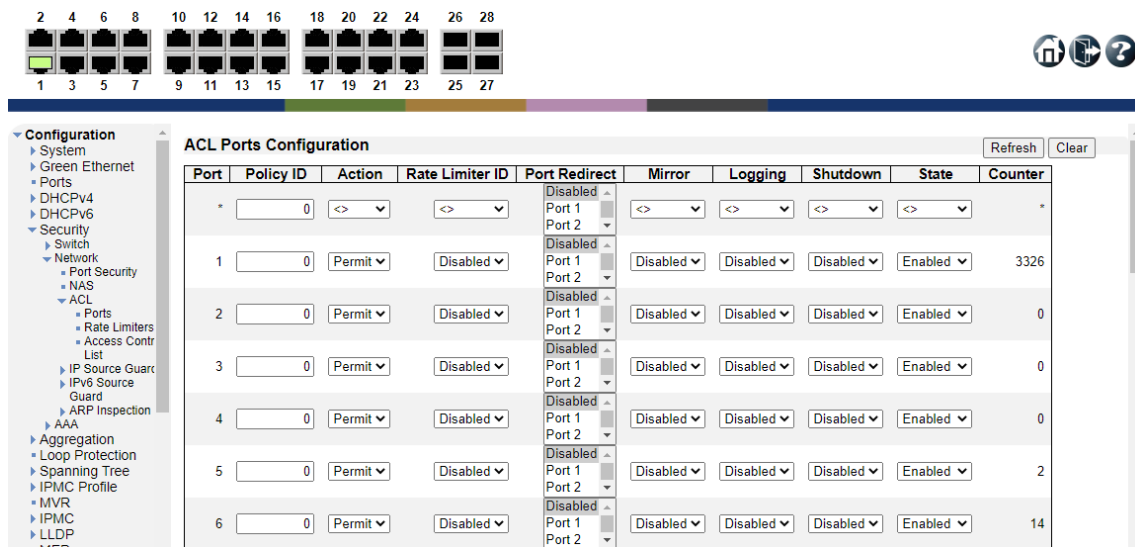 2 4 6 8 10 12 14 16 18 20 22 24 26 28
1 3 5 7 9 11 13 15 17 19 21 23 25 27
?
Configuration
System
Green Ethernet
Ports
DHCPv4
DHCPv6
Security
Switch
Network
Port Security
NAS
ACL
Ports
Rate Limiters
Access Contr
List
IP Source Guard
IPv6 Source
Guard
ARP Inspection
AAA
Aggregation
Loop Protection
Spanning Tree
IPMC Profile
MVR
IPMC
LLDP
MEP
ACL Ports Configuration
Refresh Clear
Port Policy ID Action Rate Limiter ID Port Redirect Mirror Logging Shutdown State Counter
Disabled
* 0 <> <> Port 1 <> <> <> <> *
Port 2
Disabled
1 0 Permit Disabled Port 1 Disabled Disabled Disabled Enabled 3326
Port 2
Disabled
2 0 Permit Disabled Port 1 Disabled Disabled Disabled Enabled 0
Port 2
Disabled
3 0 Permit Disabled Port 1 Disabled Disabled Disabled Enabled 0
Port 2
Disabled
4 0 Permit Disabled Port 1 Disabled Disabled Disabled Enabled 0
Port 2
Disabled
5 0 Permit Disabled Port 1 Disabled Disabled Disabled Enabled 2
Port 2
Disabled
6 0 Permit Disabled Port 1 Disabled Disabled Disabled Enabled 14
Port 2